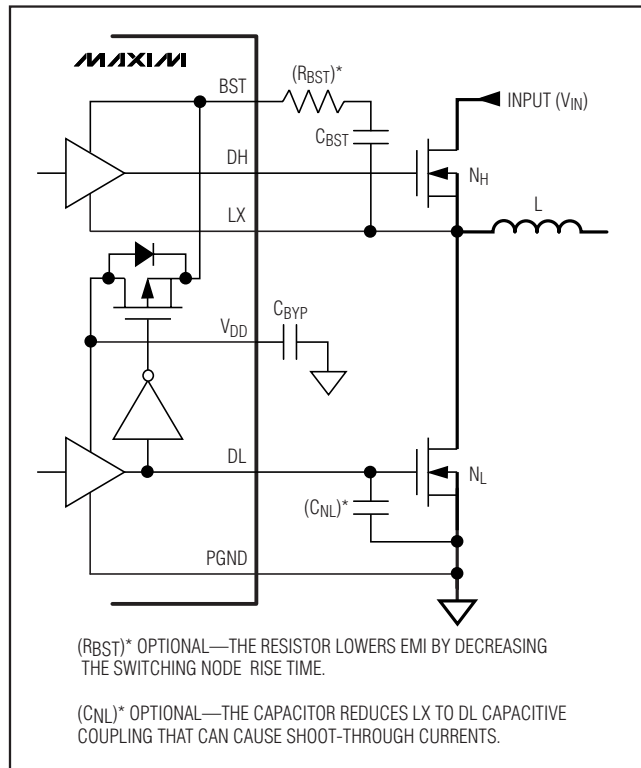 MAXIM
BST
(RBST)*
INPUT (VIN)
CBST
DH
NH
LX
L
CBYP
VDD
DL
NL
(CNL)*
PGND
(RBST)* OPTIONAL—THE RESISTOR LOWERS EMI BY DECREASING
THE SWITCHING NODE RISE TIME.
(CNL)* OPTIONAL—THE CAPACITOR REDUCES LX TO DL CAPACITIVE
COUPLING THAT CAN CAUSE SHOOT-THROUGH CURRENTS.